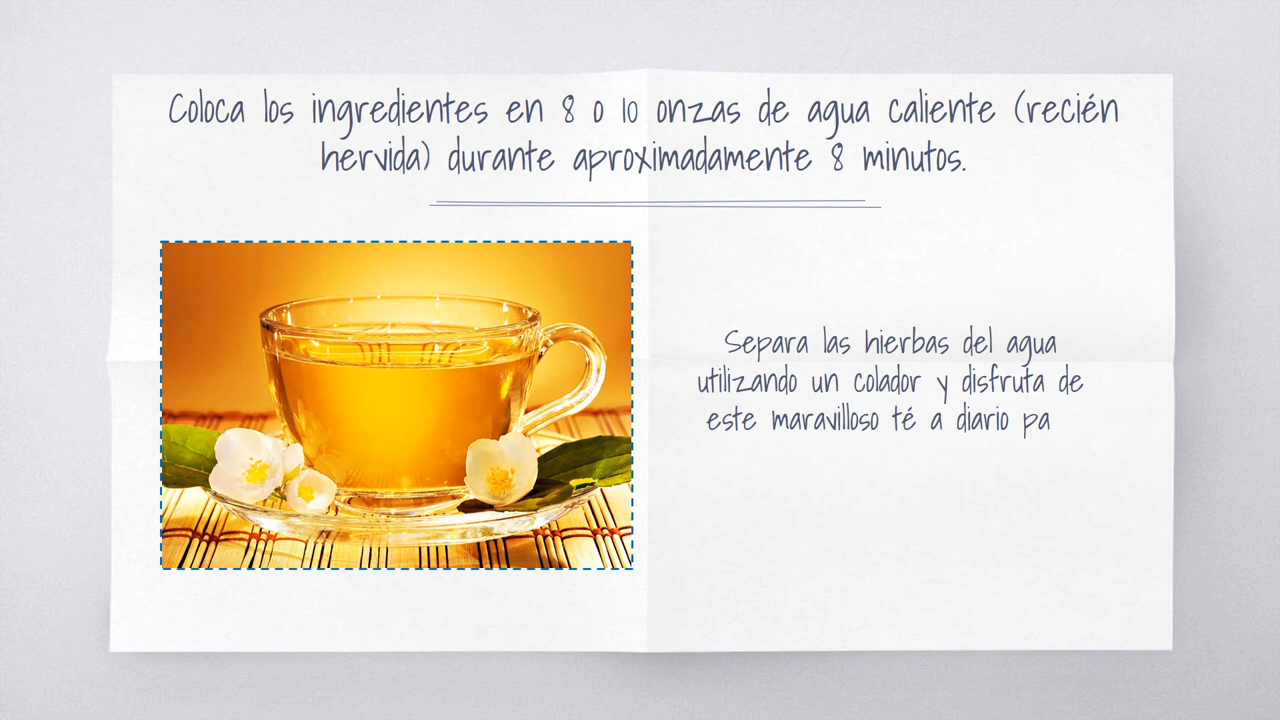 Coloca los ingredientes en 8 o 10 onzas de agua caliente (recién
hervida) durante aproximadamente 8 minutos.
Separa las hierbas del agua
utilizando un colador y disfruta de
este maravilloso té a diario pa